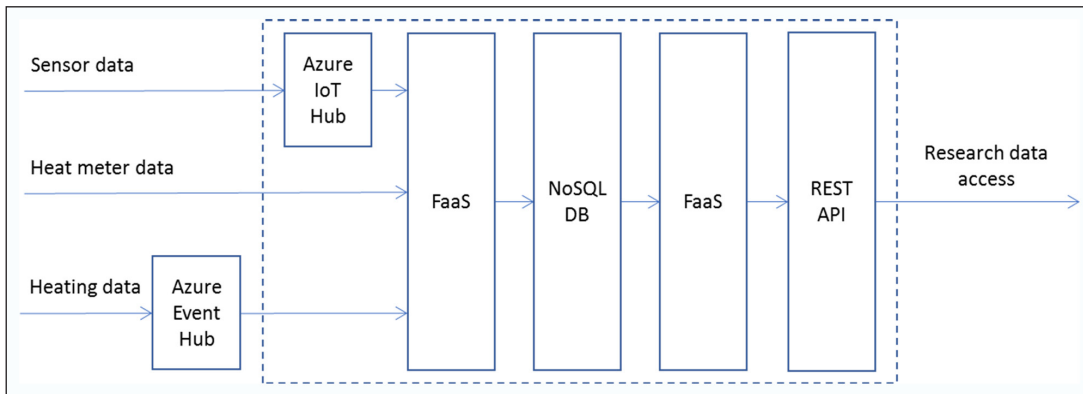 Sensor data
Azure
IoT
Hub
Heat meter data
Heating data
Azure
Event
Hub
FaaS
NoSQL
DB
FaaS
REST
API
Research data
access